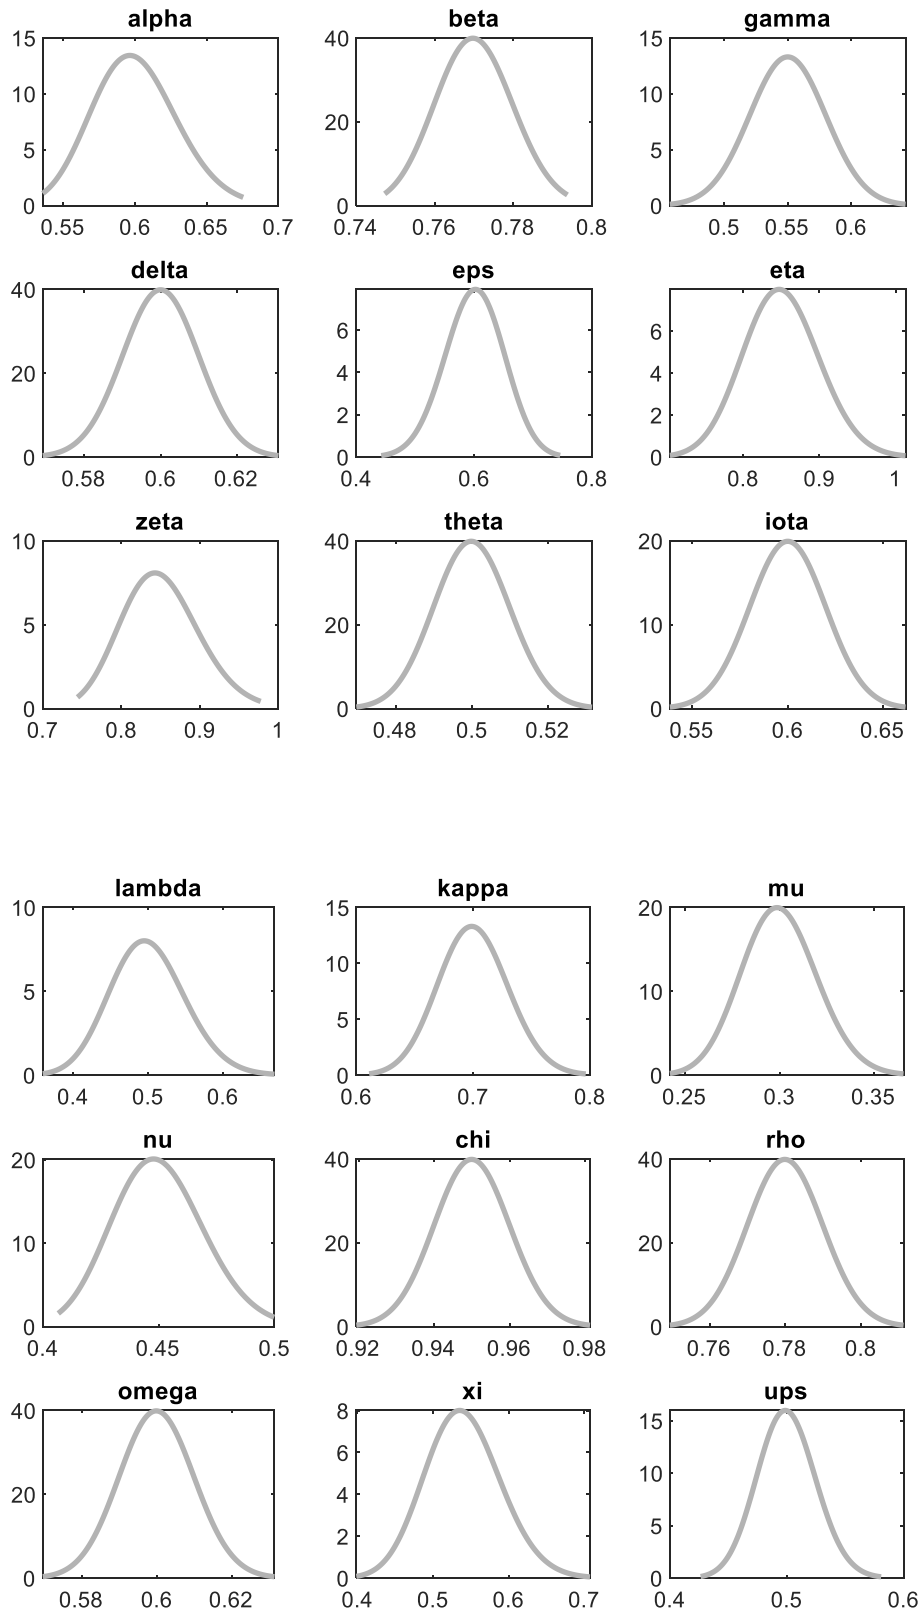 alpha beta gamma
15 40 15
10 10
20
5 5
0 0 0
0.55 0.6 0.65 0.7 0.74 0.76 0.78 0.8 0.5 0.55 0.6
delta eps eta
40
6 6
20 4 4
2 2
0 0 0
0.58 0.6 0.62 0.4 0.6 0.8 0.8 0.9 1
zeta theta iota
10 40 20
5 20 10
0 0 0
0.7 0.8 0.9 1 0.48 0.5 0.52 0.55 0.6 0.65
lambda kappa mu
10 15 20
10
5 10
5
0 0 0
0.4 0.5 0.6 0.6 0.7 0.8 0.25 0.3 0.35
nu chi rho
20 40 40
10 20 20
0 0 0
0.4 0.45 0.5 0.92 0.94 0.96 0.98 0.76 0.78 0.8
omega xi ups
40 8 15
6
20 4 10
2 5
0 0 0
0.58 0.6 0.62 0.4 0.5 0.6 0.7 0.4 0.5 0.6